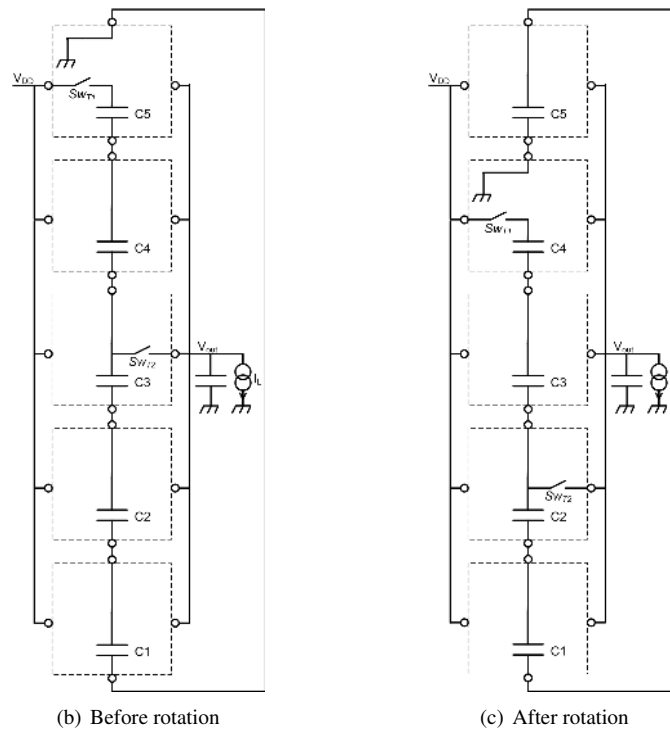 V_DD
SW_T1
C5
C4
V_out
SW_T2
C3
I_L
C2
C1
(b) Before rotation
V_DD
C5
SW_T1
C4
V_out
C3
SW_T2
C2
C1
(c) After rotation